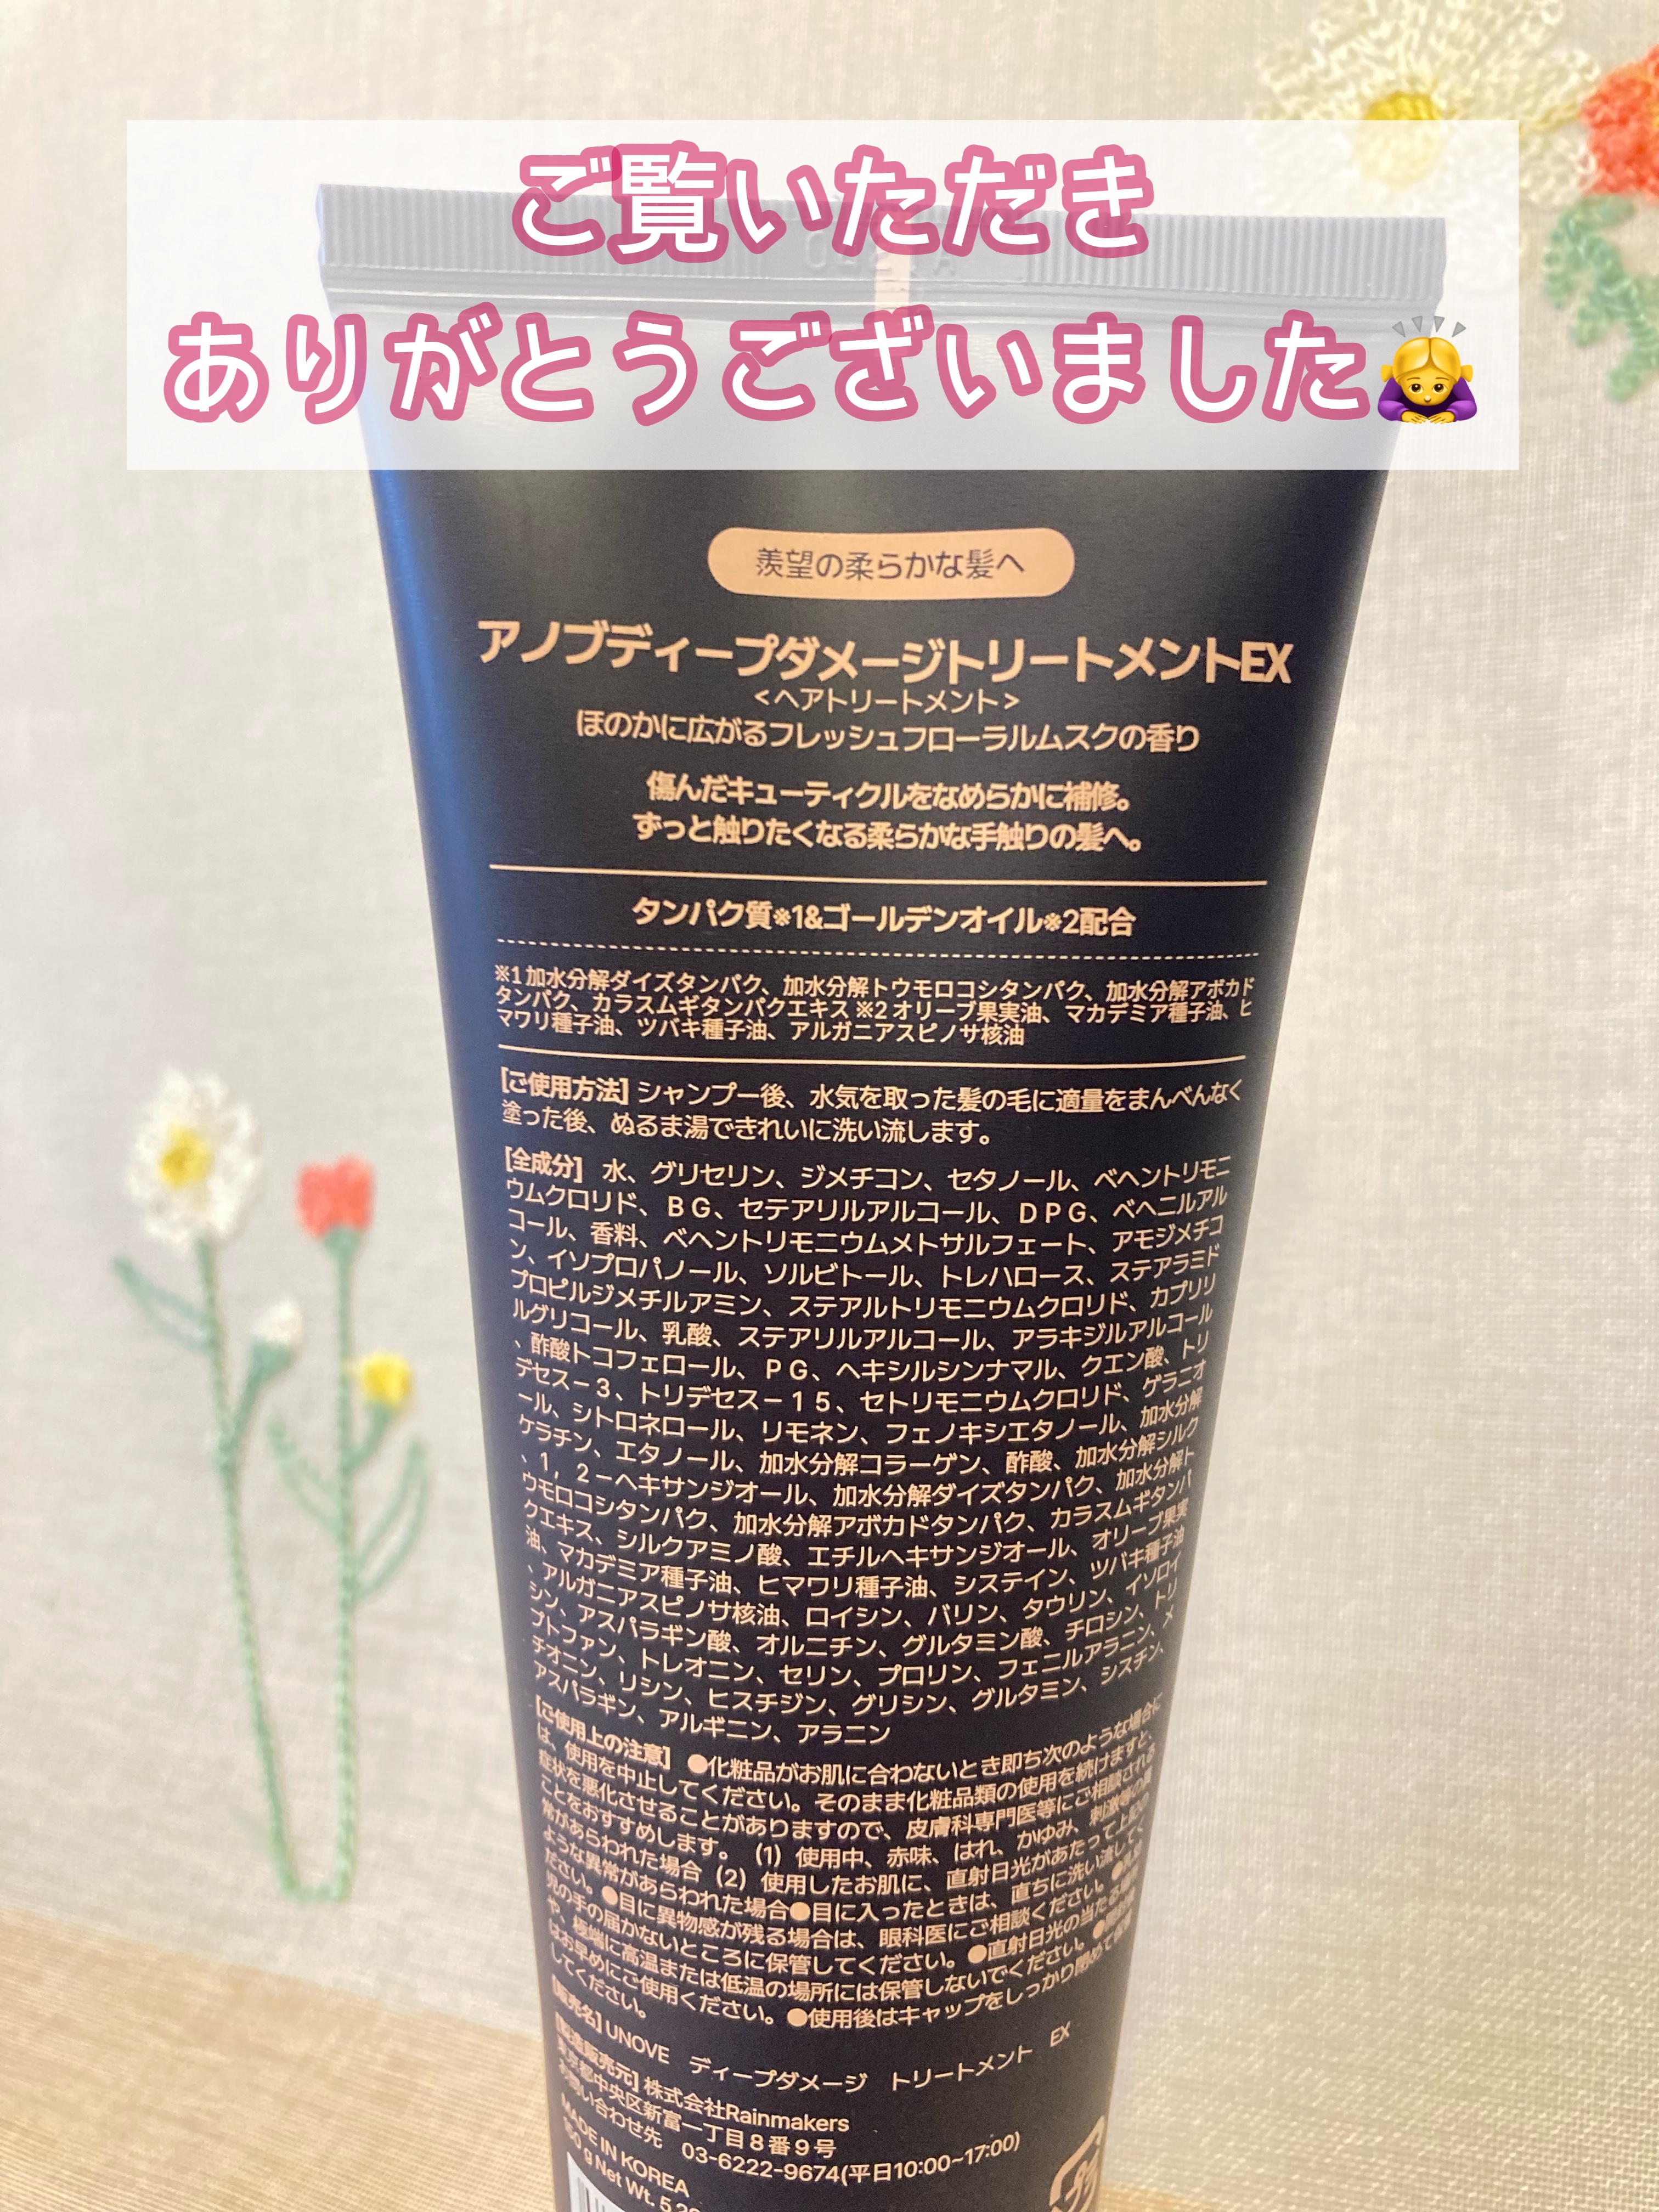 ご覧いただき
ありがとうございました🙇‍♀️
羨望の柔らかな髪へ
アノブディープダメージトリートメントEX
<ヘアトリートメント>
ほのかに広がるフレッシュフローラルムスクの香り
傷んだキューティクルをなめらかに補修。
ずっと触りたくなる柔らかな手触りの髪へ。
タンパク質※1&ゴールデンオイル※2配合
※1 加水分解ダイズタンパク、加水分解トウモロコシタンパク、加水分解アボカド
タンパク、カラスムギタンパクエキス ※2 オリーブ果実油、マカデミア種子油、ヒ
マワリ種子油、ツバキ種子油、アルガニアスピノサ核油
[ご使用方法] シャンプー後、水気を取った髪の毛に適量をまんべんなく
塗った後、ぬるま湯できれいに洗い流します。
[全成分] 水、グリセリン、ジメチコン、セタノール、ベヘントリモニ
ウムクロリド、BG、セテアリルアルコール、DPG、ベヘニルアル
コール、香料、ベヘントリモニウムメトサルフェート、アモジメチコ
ン、イソプロパノール、ソルビトール、トレハロース、ステアラミド
プロピルジメチルアミン、ステアルトリモニウムクロリド、カプリリ
ルグリコール、乳酸、ステアリルアルコール、アラキジルアルコール
、酢酸トコフェロール、PG、ヘキシルシンナマル、クエン酸、トリ
デセス－3、トリデセス－15、セトリモニウムクロリド、ゲラニオ
ール、シトロネロール、リモネン、フェノキシエタノール、加水分解
ケラチン、エタノール、加水分解コラーゲン、酢酸、加水分解シルク
、1，2－ヘキサンジオール、加水分解ダイズタンパク、加水分解ト
ウモロコシタンパク、加水分解アボカドタンパク、カラスムギタンパ
クエキス、シルクアミノ酸、エチルヘキサンジオール、オリーブ果実
油、マカデミア種子油、ヒマワリ種子油、システイン、ツバキ種子油
、アルガニアスピノサ核油、ロイシン、バリン、タウリン、イソロイ
シン、アスパラギン酸、オルニチン、グルタミン酸、チロシン、トリ
プトファン、トレオニン、セリン、プロリン、フェニルアラニン、メ
チオニン、リシン、ヒスチジン、グリシン、グルタミン、シスチン、
アスパラギン、アルギニン、アラニン
[ご使用上の注意] ●化粧品がお肌に合わないとき即ち次のような場合に
は、使用を中止してください。そのまま化粧品類の使用を続けますと、
症状を悪化させることがありますので、皮膚科専門医等にご相談される
ことをおすすめします。 (1) 使用中、赤味、はれ、かゆみ、刺激等の異
常があらわれた場合 (2) 使用したお肌に、直射日光があたって上記の
ような異常があらわれた場合●目に入ったときは、直ちに洗い流してく
ださい。●目に異物感が残る場合は、眼科医にご相談ください。●乳幼
児の手の届かないところに保管してください。●直射日光の当たる場所
や、極端に高温または低温の場所には保管しないでください。●
はお早めにご使用ください。●使用後はキャップをしっかり閉めて
してください。
[販売名] UNOVE ディープダメージ トリートメント EX
[製造販売元] 株式会社Rainmakers
東京都中央区新富一丁目8番9号
お問い合わせ先 03-6222-9674(平日10:00~17:00)
MADE IN KOREA
160 g Net Wt.